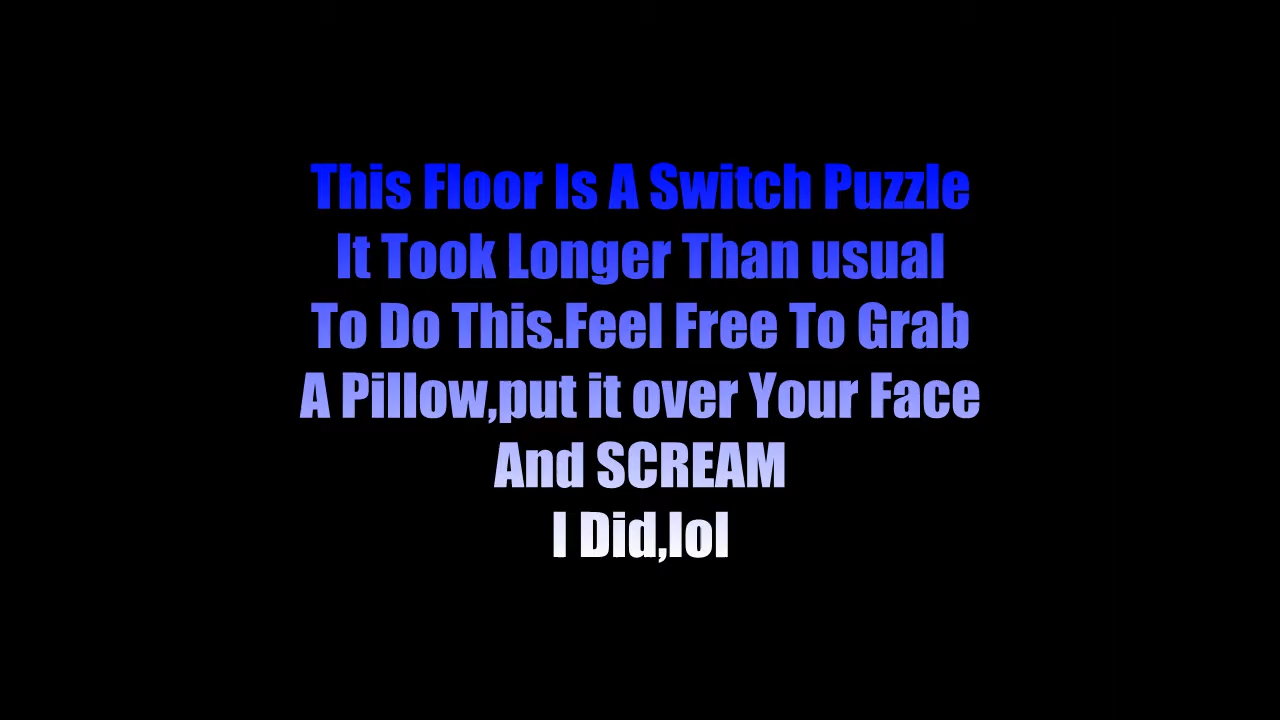 This Floor Is A Switch Puzzle
It Took Longer Than usual
To Do This.Feel Free To Grab
A Pillow,put it over Your Face
And SCREAM
I Did,lol